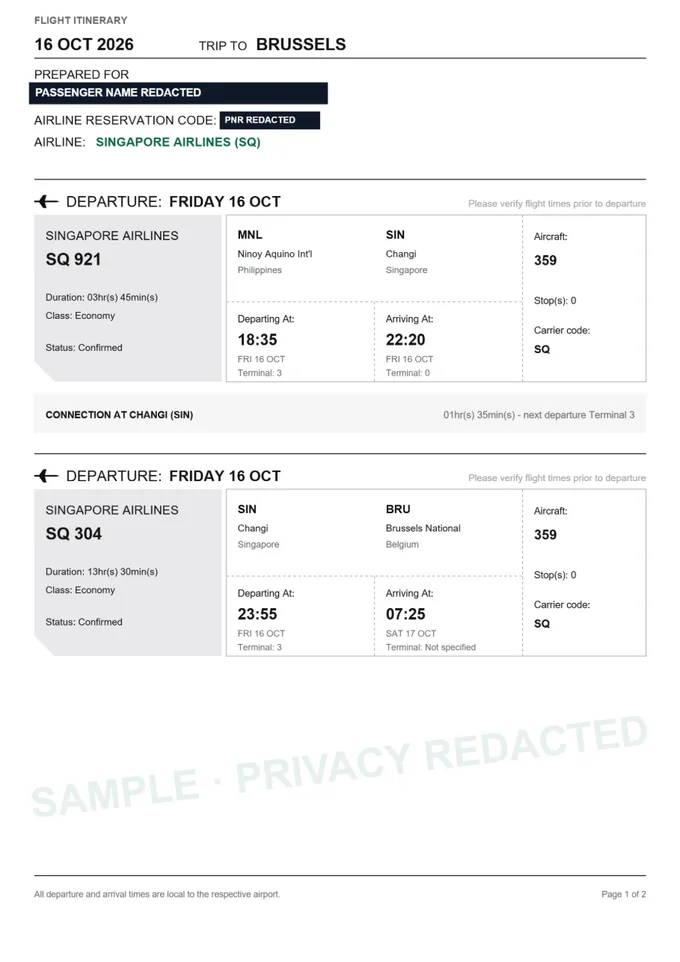 FLIGHT ITINERARY
16 OCT 2026 TRIP TO BRUSSELS
PREPARED FOR
PASSENGER NAME REDACTED
AIRLINE RESERVATION CODE: PNR REDACTED
AIRLINE: SINGAPORE AIRLINES (SQ)
DEPARTURE: FRIDAY 16 OCT Please verify flight times prior to departure
SINGAPORE AIRLINES
SQ 921
Duration: 03hr(s) 45min(s)
Class: Economy
Status: Confirmed
MNL
Ninoy Aquino Int'l
Philippines
SIN
Changi
Singapore
Departing At:
18:35
FRI 16 OCT
Terminal: 3
Arriving At:
22:20
FRI 16 OCT
Terminal: 0
Aircraft:
359
Stop(s): 0
Carrier code:
SQ
CONNECTION AT CHANGI (SIN) 01hr(s) 35min(s) - next departure Terminal 3
DEPARTURE: FRIDAY 16 OCT Please verify flight times prior to departure
SINGAPORE AIRLINES
SQ 304
Duration: 13hr(s) 30min(s)
Class: Economy
Status: Confirmed
SIN
Changi
Singapore
BRU
Brussels National
Belgium
Departing At:
23:55
FRI 16 OCT
Terminal: 3
Arriving At:
07:25
SAT 17 OCT
Terminal: Not specified
Aircraft:
359
Stop(s): 0
Carrier code:
SQ
SAMPLE · PRIVACY REDACTED
All departure and arrival times are local to the respective airport. Page 1 of 2